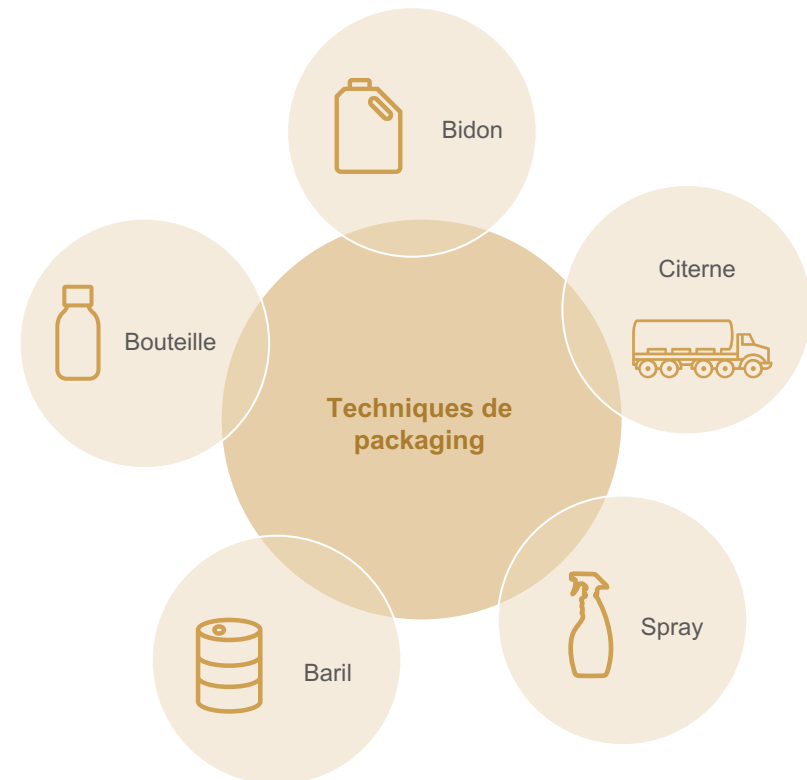 Bidon
Citerne
Bouteille
Techniques de
packaging
Spray
Baril